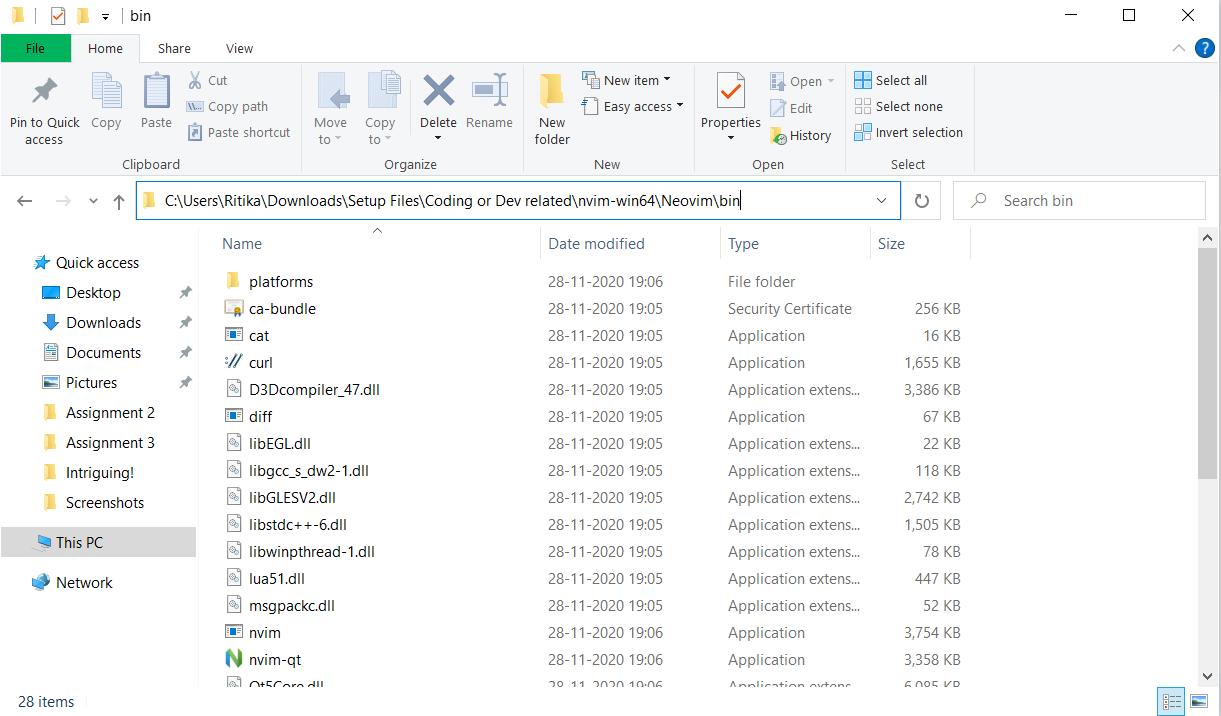 bin
File Home Share View
Pin to Quick access
Copy
Paste
Cut
Copy path
Paste shortcut
Clipboard
Move to
Copy to
Delete
Rename
Organize
New folder
New item
Easy access
New
Properties
Open
Edit
History
Open
Select all
Select none
Invert selection
Select
C:\Users\Ritika\Downloads\Setup Files\Coding or Dev related\nvim-win64\Neovim\bin
Search bin
Quick access
Desktop
Downloads
Documents
Pictures
Assignment 2
Assignment 3
Intriguing!
Screenshots
This PC
Network
Name Date modified Type Size
platforms 28-11-2020 19:06 File folder
ca-bundle 28-11-2020 19:05 Security Certificate 256 KB
cat 28-11-2020 19:05 Application 16 KB
curl 28-11-2020 19:05 Application 1,655 KB
D3Dcompiler_47.dll 28-11-2020 19:05 Application extens... 3,386 KB
diff 28-11-2020 19:05 Application 67 KB
libEGL.dll 28-11-2020 19:05 Application extens... 22 KB
libgcc_s_dw2-1.dll 28-11-2020 19:05 Application extens... 118 KB
libGLESV2.dll 28-11-2020 19:05 Application extens... 2,742 KB
libstdc++-6.dll 28-11-2020 19:05 Application extens... 1,505 KB
libwinpthread-1.dll 28-11-2020 19:05 Application extens... 78 KB
lua51.dll 28-11-2020 19:05 Application extens... 447 KB
msgpackc.dll 28-11-2020 19:05 Application extens... 52 KB
nvim 28-11-2020 19:06 Application 3,754 KB
nvim-qt 28-11-2020 19:06 Application 3,358 KB
Qt5Core.dll 28-11-2020 19:06 Application extens... 6,085 KB
28 items